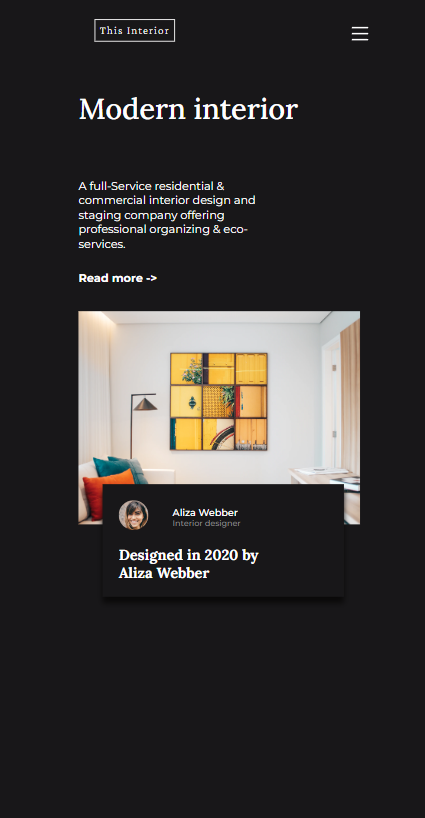 This Interior
Modern interior
A full-Service residential &
commercial interior design and
staging company offering
professional organizing & eco-
services.
Read more ->
Aliza Webber
Interior designer
Designed in 2020 by
Aliza Webber